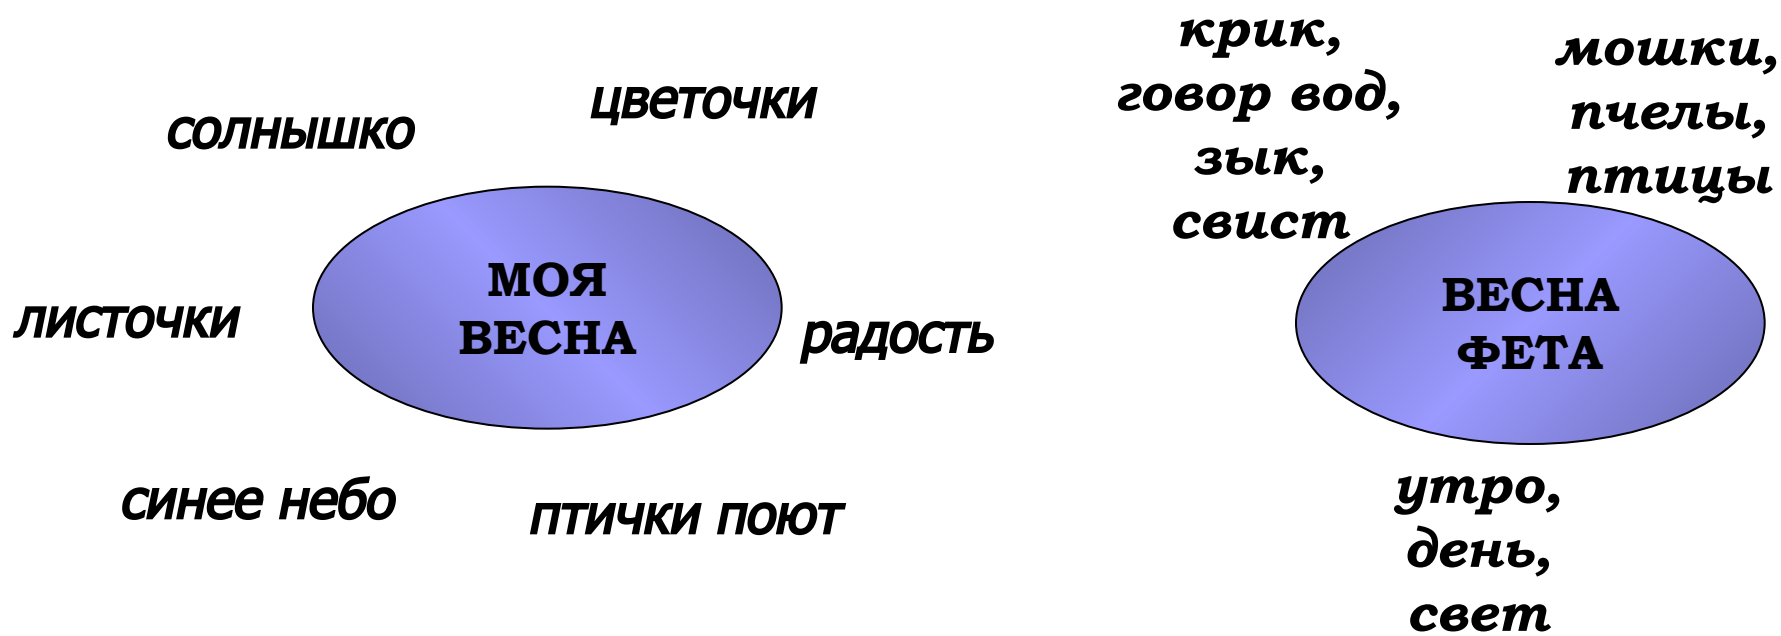 солнышко
цветочки
листочки
МОЯ
ВЕСНА
радость
синее небо
птички поют
крик,
говор вод,
зык,
свист
мошки,
пчелы,
птицы
ВЕСНА
ФЕТА
утро,
день,
свет